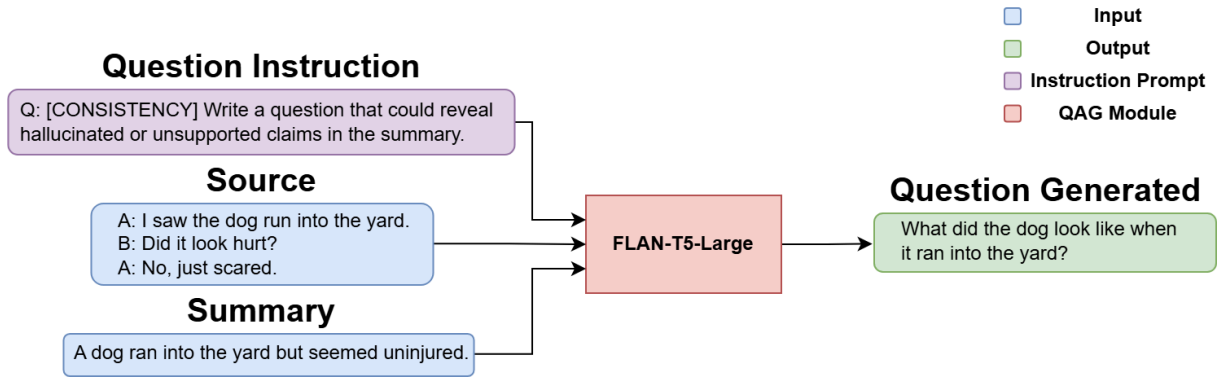 Input
Output
Instruction Prompt
QAG Module
Question Instruction
Q: [CONSISTENCY] Write a question that could reveal
hallucinated or unsupported claims in the summary.
Source
A: I saw the dog run into the yard.
B: Did it look hurt?
A: No, just scared.
Summary
A dog ran into the yard but seemed uninjured.
FLAN-T5-Large
Question Generated
What did the dog look like when
it ran into the yard?